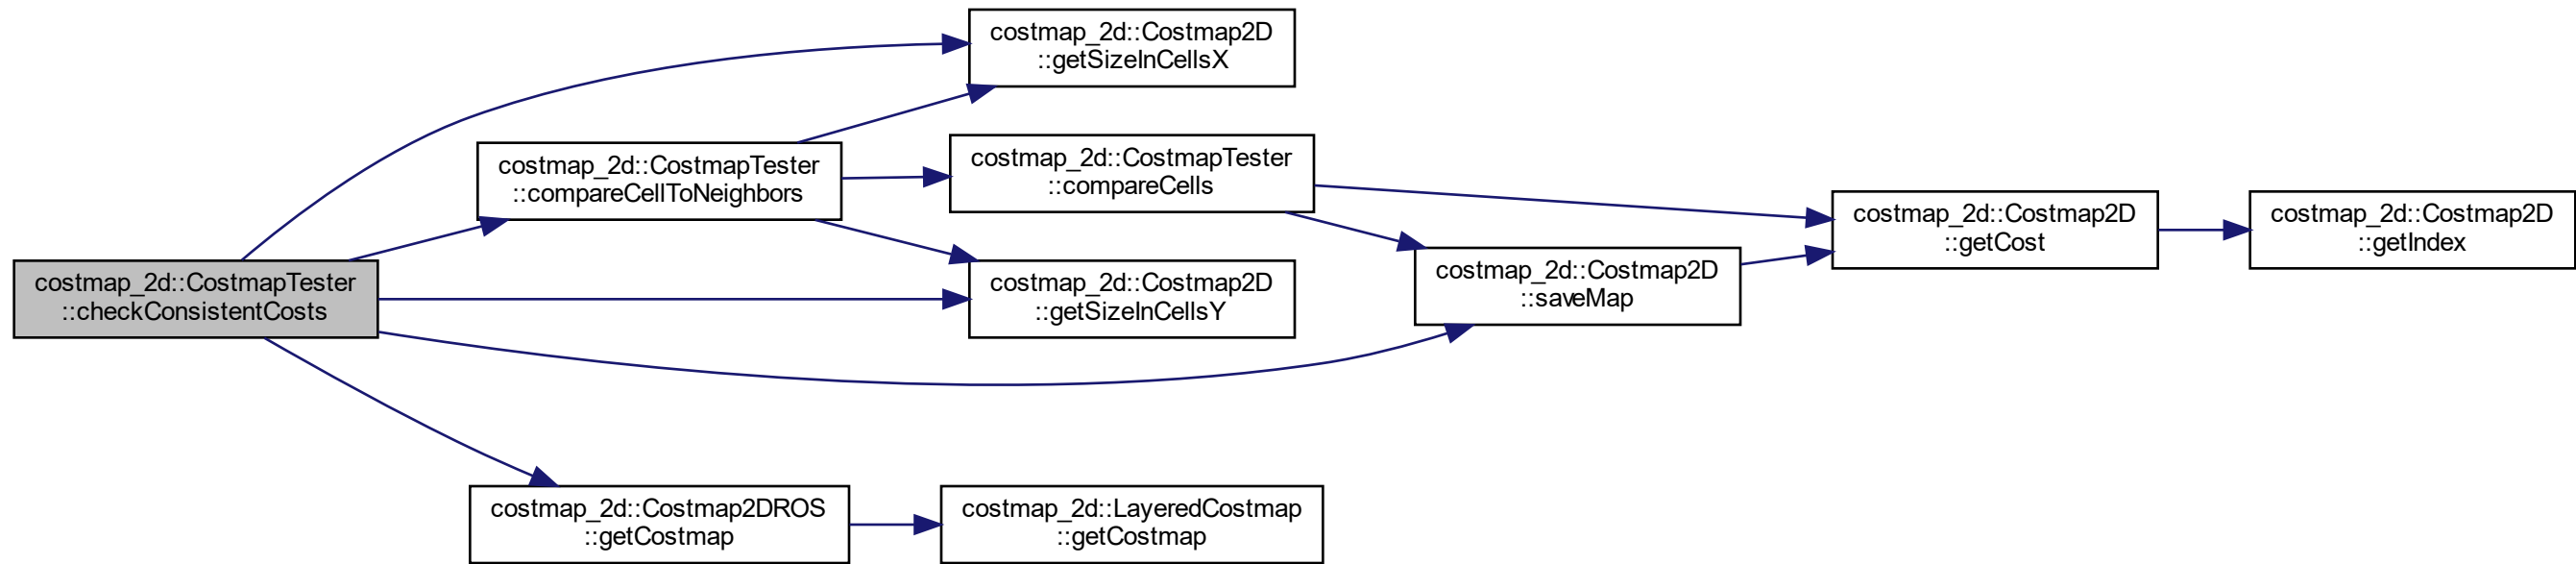 costmap_2d::Costmap2D
::getSizeInCellsX
costmap_2d::CostmapTester
::compareCellToNeighbors
costmap_2d::CostmapTester
::compareCells
costmap_2d::Costmap2D
::getCost
costmap_2d::Costmap2D
::getIndex
costmap_2d::CostmapTester
::checkConsistentCosts
costmap_2d::Costmap2D
::getSizeInCellsY
costmap_2d::Costmap2D
::saveMap
costmap_2d::Costmap2DROS
::getCostmap
costmap_2d::LayeredCostmap
::getCostmap